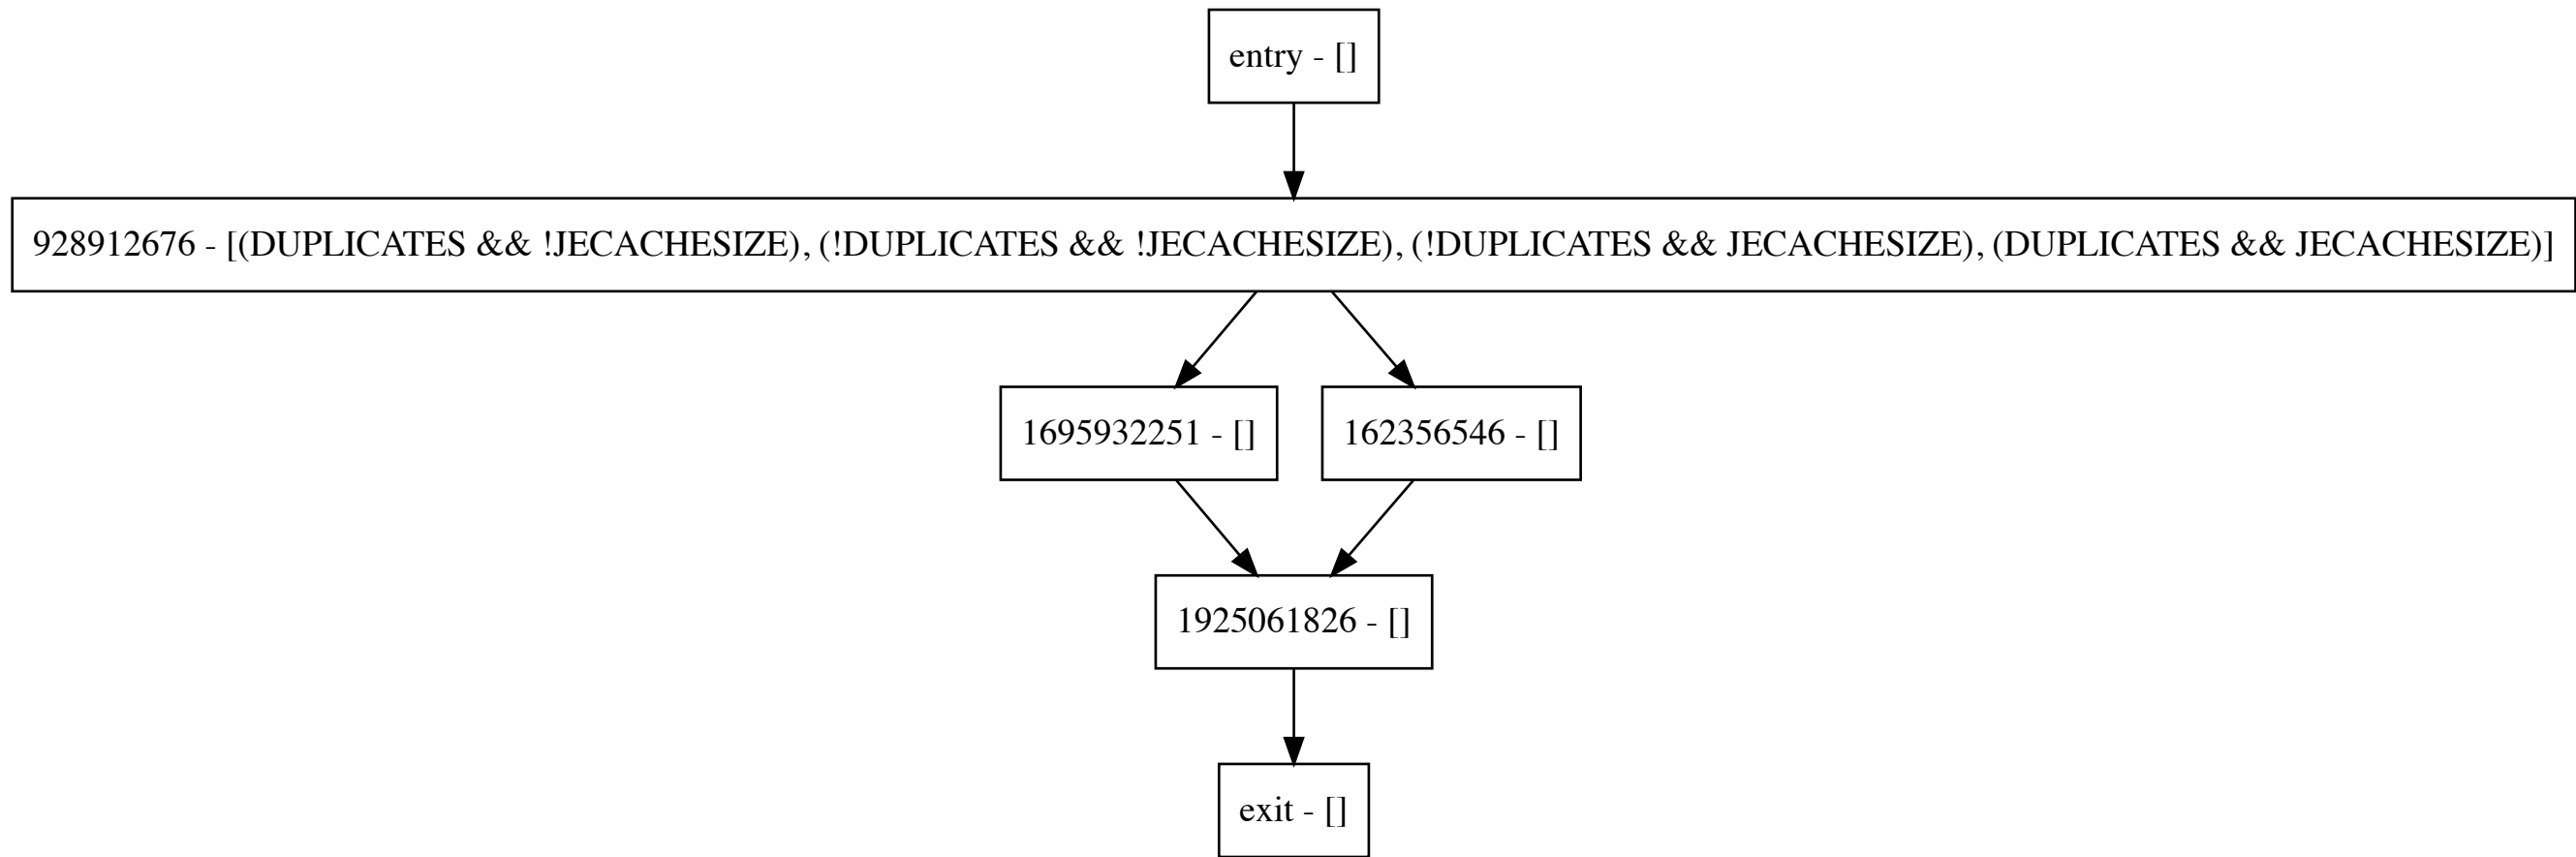 entry - []
928912676 - [(DUPLICATES && !JECACHESIZE), (!DUPLICATES && !JECACHESIZE), (!DUPLICATES && JECACHESIZE), (DUPLICATES && JECACHESIZE)]
1695932251 - []
162356546 - []
1925061826 - []
exit - []